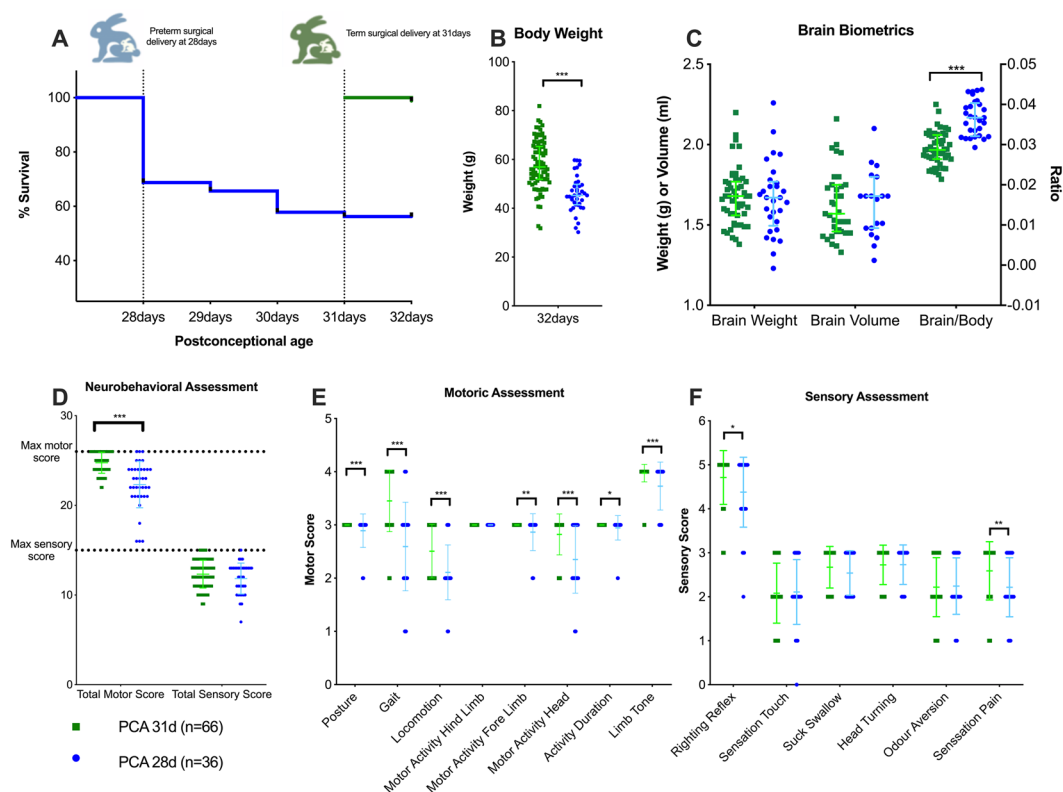 A
Preterm surgical
delivery at 28days
Term surgical delivery at 31days
100
80
60
40
% Survival
28days
29days
30days
31days
32days
Postconceptional age
B
Body Weight
***
100
80
60
40
20
0
Weight (g)
32days
C
Brain Biometrics
***
2.5
2.0
1.5
1.0
Weight (g) or Volume (ml)
0.05
0.04
0.03
0.02
0.01
0.00
-0.01
Ratio
Brain Weight
Brain Volume
Brain/Body
D
Neurobehavioral Assessment
***
30
20
10
0
Max motor
score
Max sensory
score
Total Motor Score
Total Sensory Score
PCA 31d (n=66)
PCA 28d (n=36)
E
Motoric Assessment
5
4
3
2
1
0
Motor Score
***
***
***
**
***
*
***
Posture
Gait
Locomotion
Motor Activity Hind Limb
Motor Activity Fore Limb
Motor Activity Head
Activity Duration
Limb Tone
F
Sensory Assessment
6
5
4
3
2
1
0
Sensory Score
*
**
Righting Reflex
Sensation Touch
Suck Swallow
Head Turning
Odour Aversion
Senssation Pain